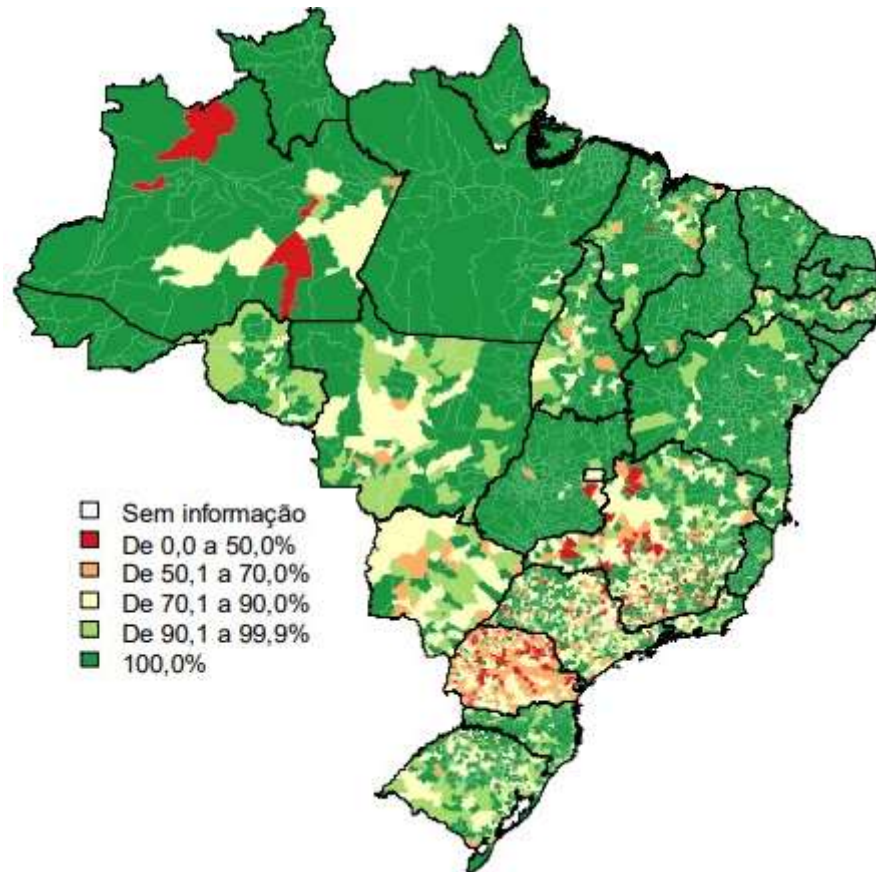 Sem informação
De 0,0 a 50,0%
De 50,1 a 70,0%
De 70,1 a 90,0%
De 90,1 a 99,9%
100,0%